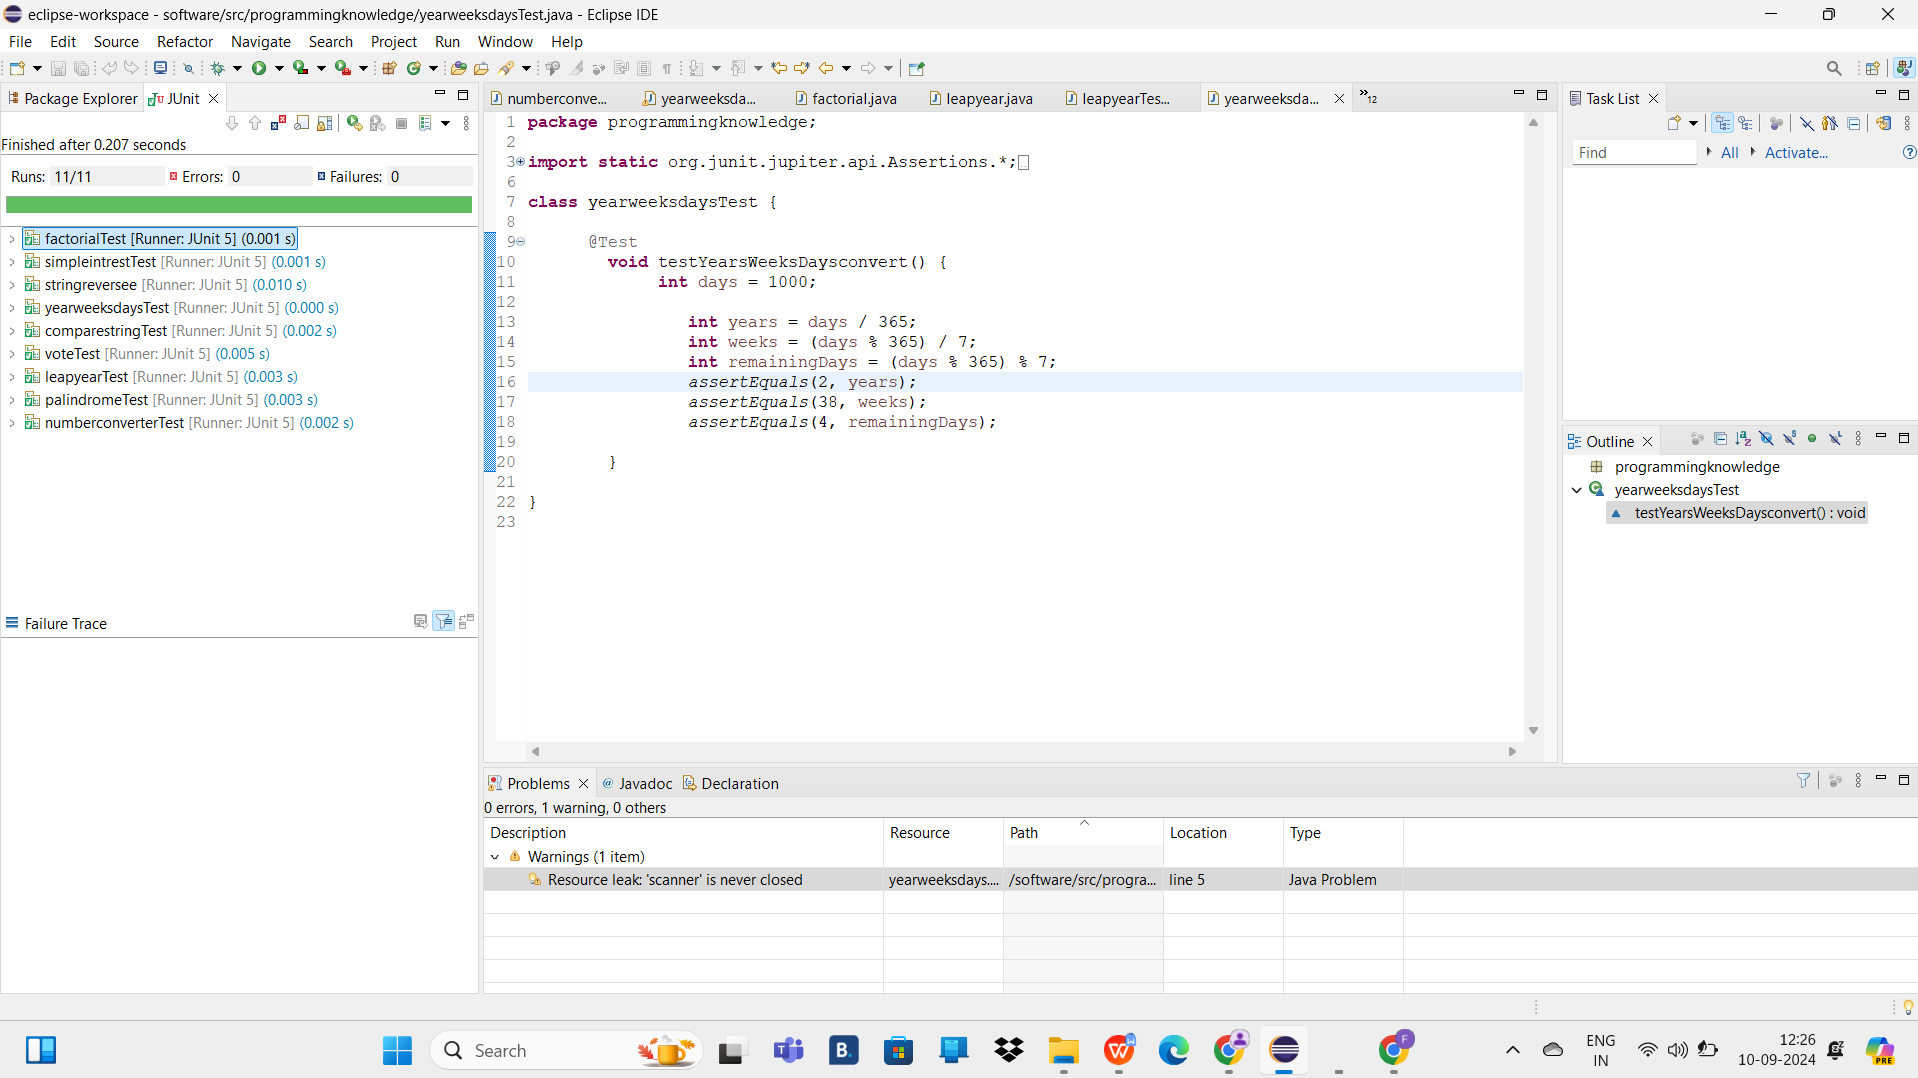 eclipse-workspace - software/src/programmingknowledge/yearweeksdaysTest.java - Eclipse IDE
File Edit Source Refactor Navigate Search Project Run Window Help
Package Explorer JUnit
Finished after 0.207 seconds
Runs: 11/11 Errors: 0 Failures: 0
factorialTest [Runner: JUnit 5] (0.001 s)
simpleintrestTest [Runner: JUnit 5] (0.001 s)
stringreversee [Runner: JUnit 5] (0.010 s)
yearweeksdaysTest [Runner: JUnit 5] (0.000 s)
comparestringTest [Runner: JUnit 5] (0.002 s)
voteTest [Runner: JUnit 5] (0.005 s)
leapyearTest [Runner: JUnit 5] (0.003 s)
palindromeTest [Runner: JUnit 5] (0.003 s)
numberconverterTest [Runner: JUnit 5] (0.002 s)
Failure Trace
numberconve... yearweeksda... factorial.java leapyear.java leapyearTes... yearweeksda... »12
1 package programmingknowledge;
2
3 import static org.junit.jupiter.api.Assertions.*;
6
7 class yearweeksdaysTest {
8
9 @Test
10 void testYearsWeeksDaysconvert() {
11 int days = 1000;
12
13 int years = days / 365;
14 int weeks = (days % 365) / 7;
15 int remainingDays = (days % 365) % 7;
16 assertEquals(2, years);
17 assertEquals(38, weeks);
18 assertEquals(4, remainingDays);
19
20 }
21
22 }
23
Task List
Find All Activate...
Outline
programmingknowledge
yearweeksdaysTest
testYearsWeeksDaysconvert() : void
Problems @ Javadoc Declaration
0 errors, 1 warning, 0 others
Description Resource Path Location Type
Warnings (1 item)
Resource leak: 'scanner' is never closed yearweeksdays.... /software/src/progra... line 5 Java Problem
Search
B.
W
F
ENG
IN
12:26
10-09-2024
PRE